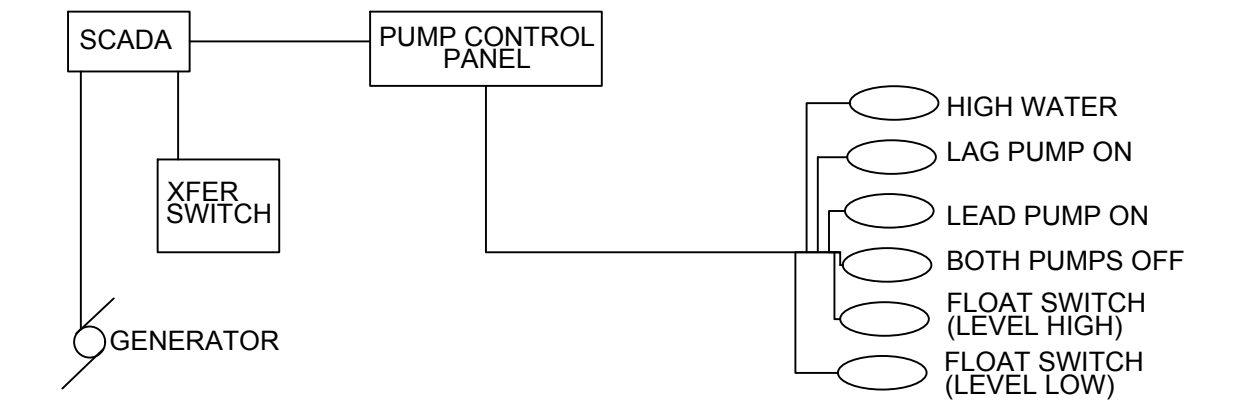 SCADA
PUMP CONTROL
PANEL
XFER
SWITCH
GENERATOR
HIGH WATER
LAG PUMP ON
LEAD PUMP ON
BOTH PUMPS OFF
FLOAT SWITCH
(LEVEL HIGH)
FLOAT SWITCH
(LEVEL LOW)